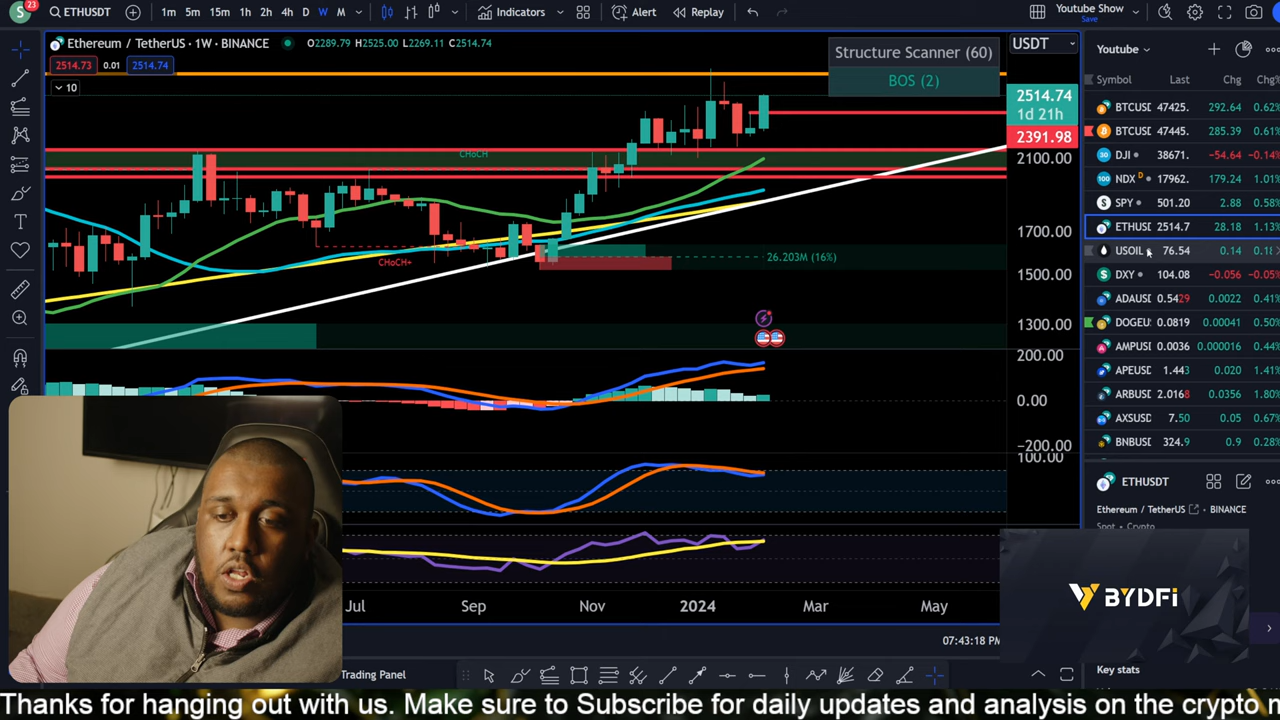 S
23
ETHUSDT
1m 5m 15m 1h 2h 4h D W M
Indicators
Alert
Replay
Youtube Show
Save
Ethereum / TetherUS · 1W · BINANCE
O2289.79 H2525.00 L2269.11 C2514.74
2514.73 0.01 2514.74
10
Structure Scanner (60)
BOS (2)
USDT
2514.74
1d 21h
2391.98
2100.00
1700.00
1500.00
1300.00
200.00
0.00
−200.00
100.00
CHoCH
CHoCH+
26.203M (16%)
Jul Sep Nov 2024 Mar May
07:43:18 PM
Trading Panel
Youtube
Symbol Last Chg Chg%
BTCUSD 47425. 292.64 0.62%
BTCUSD 47445. 285.39 0.61%
DJI 38671. −54.64 −0.14%
NDX D 17962. 179.24 1.01%
SPY 501.20 2.88 0.58%
ETHUSD 2514.7 28.18 1.13%
USOIL 76.54 0.14 0.18%
DXY 104.08 −0.056 −0.05%
ADAUSD 0.5429 0.0022 0.41%
DOGEU 0.0819 0.00041 0.50%
AMPUSD 0.0036 0.000016 0.44%
APEUSD 1.443 0.020 1.41%
ARBUSD 2.0168 0.0356 1.80%
AXSUSD 7.50 0.05 0.67%
BNBUSD 324.9 0.9 0.28%
ETHUSDT
Ethereum / TetherUS BINANCE
Spot • Crypto
BYDFi
Key stats
Thanks for hanging out with us. Make sure to Subscribe for daily updates and analysis on the crypto